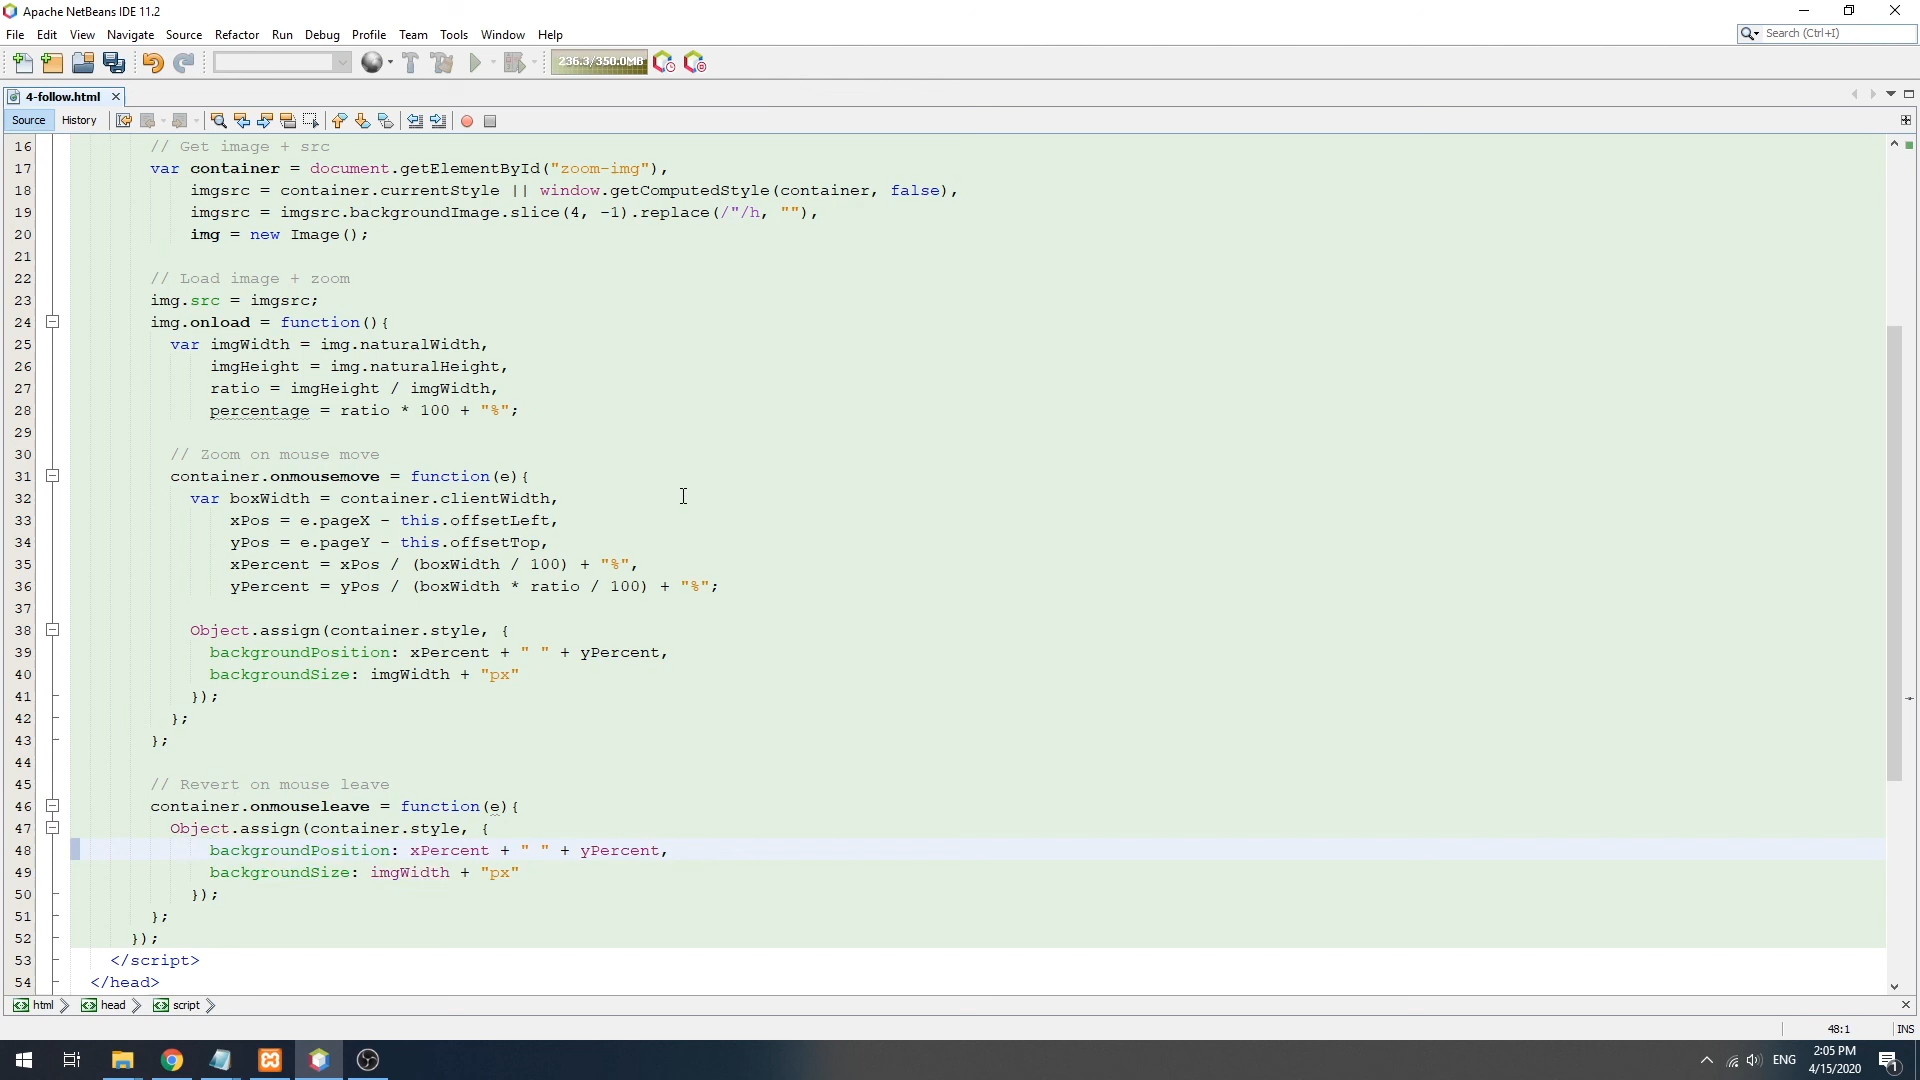 Apache NetBeans IDE 11.2
File Edit View Navigate Source Refactor Run Debug Profile Team Tools Window Help
Search (Ctrl+I)
236.3/350.0MB
4-follow.html
Source History
16 // Get image + src
17 var container = document.getElementById("zoom-img"),
18 imgsrc = container.currentStyle || window.getComputedStyle(container, false),
19 imgsrc = imgsrc.backgroundImage.slice(4, -1).replace(/"/h, ""),
20 img = new Image();
21
22 // Load image + zoom
23 img.src = imgsrc;
24 img.onload = function(){
25 var imgWidth = img.naturalWidth,
26 imgHeight = img.naturalHeight,
27 ratio = imgHeight / imgWidth,
28 percentage = ratio * 100 + "%";
29
30 // Zoom on mouse move
31 container.onmousemove = function(e){
32 var boxWidth = container.clientWidth,
33 xPos = e.pageX - this.offsetLeft,
34 yPos = e.pageY - this.offsetTop,
35 xPercent = xPos / (boxWidth / 100) + "%",
36 yPercent = yPos / (boxWidth * ratio / 100) + "%";
37
38 Object.assign(container.style, {
39 backgroundPosition: xPercent + " " + yPercent,
40 backgroundSize: imgWidth + "px"
41 });
42 };
43 };
44
45 // Revert on mouse leave
46 container.onmouseleave = function(e){
47 Object.assign(container.style, {
48 backgroundPosition: xPercent + " " + yPercent,
49 backgroundSize: imgWidth + "px"
50 });
51 };
52 });
53 </script>
54 </head>
html head script
48:1 INS
ENG
2:05 PM
4/15/2020
1